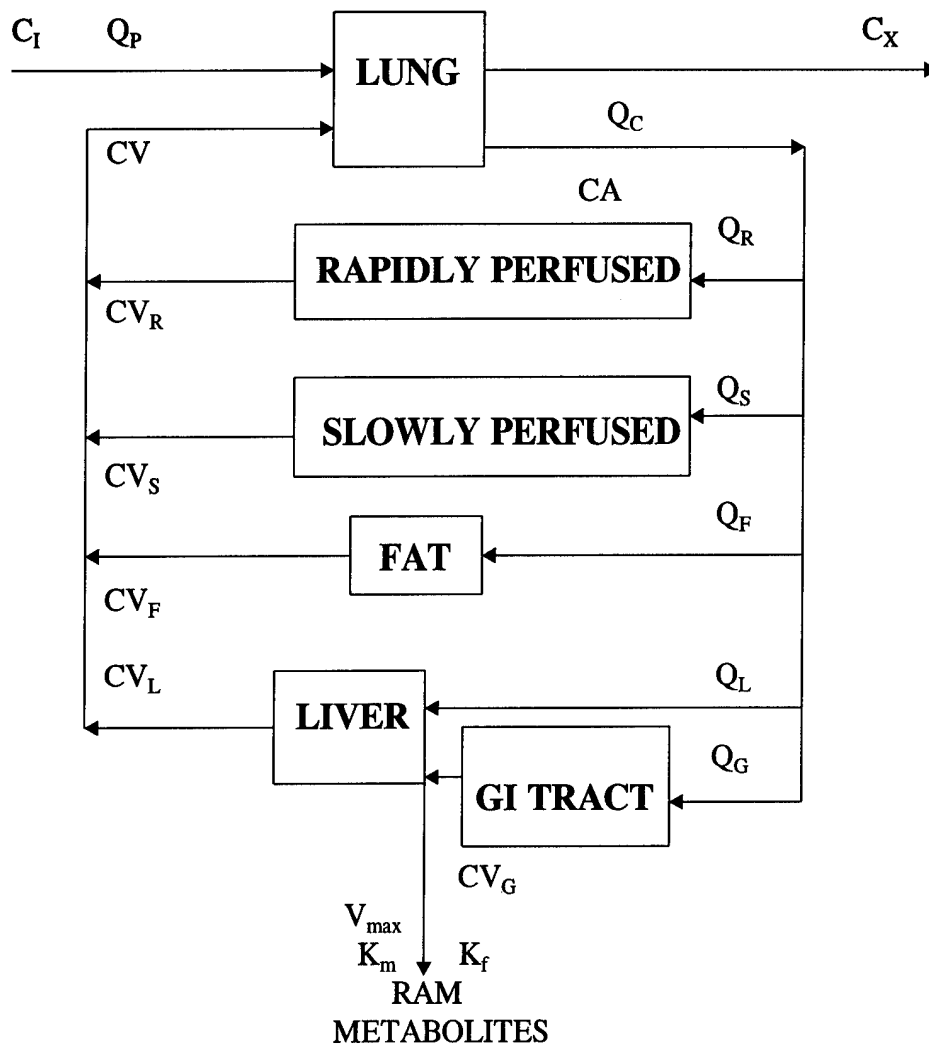 C_I Q_P C_X
LUNG
Q_C
CV
CA
Q_R
RAPIDLY PERFUSED
CV_R
Q_S
SLOWLY PERFUSED
CV_S
Q_F
FAT
CV_F
CV_L
Q_L
LIVER
Q_G
GI TRACT
CV_G
V_max
K_m K_f
RAM
METABOLITES